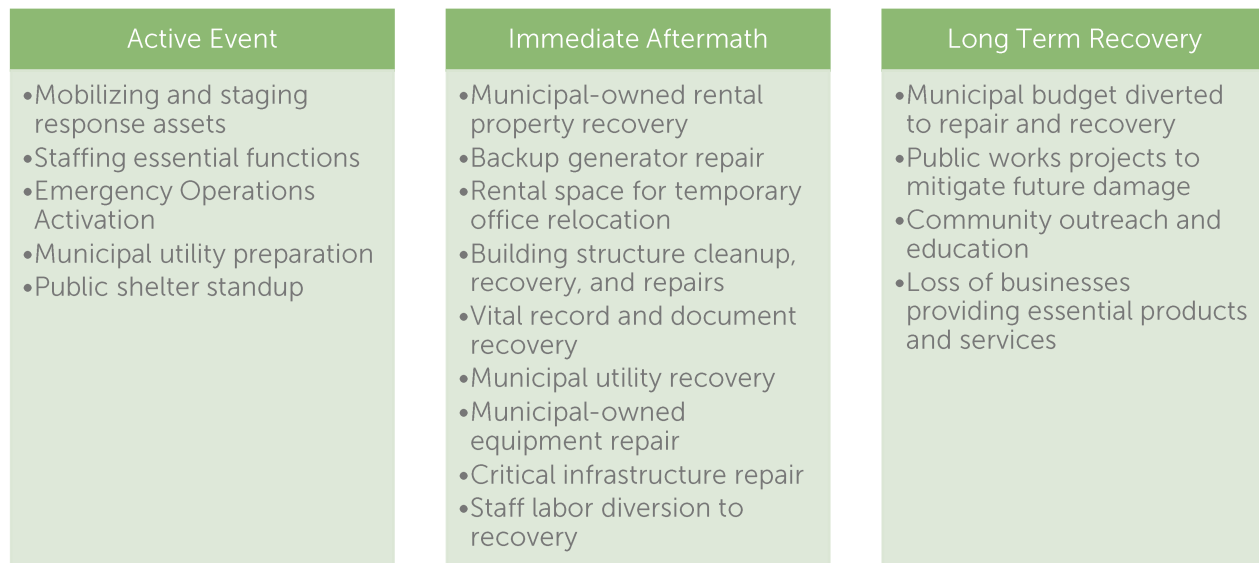 Active Event
•Mobilizing and staging
response assets
•Staffing essential functions
•Emergency Operations
Activation
•Municipal utility preparation
•Public shelter standup
Immediate Aftermath
•Municipal-owned rental
property recovery
•Backup generator repair
•Rental space for temporary
office relocation
•Building structure cleanup,
recovery, and repairs
•Vital record and document
recovery
•Municipal utility recovery
•Municipal-owned
equipment repair
•Critical infrastructure repair
•Staff labor diversion to
recovery
Long Term Recovery
•Municipal budget diverted
to repair and recovery
•Public works projects to
mitigate future damage
•Community outreach and
education
•Loss of businesses
providing essential products
and services